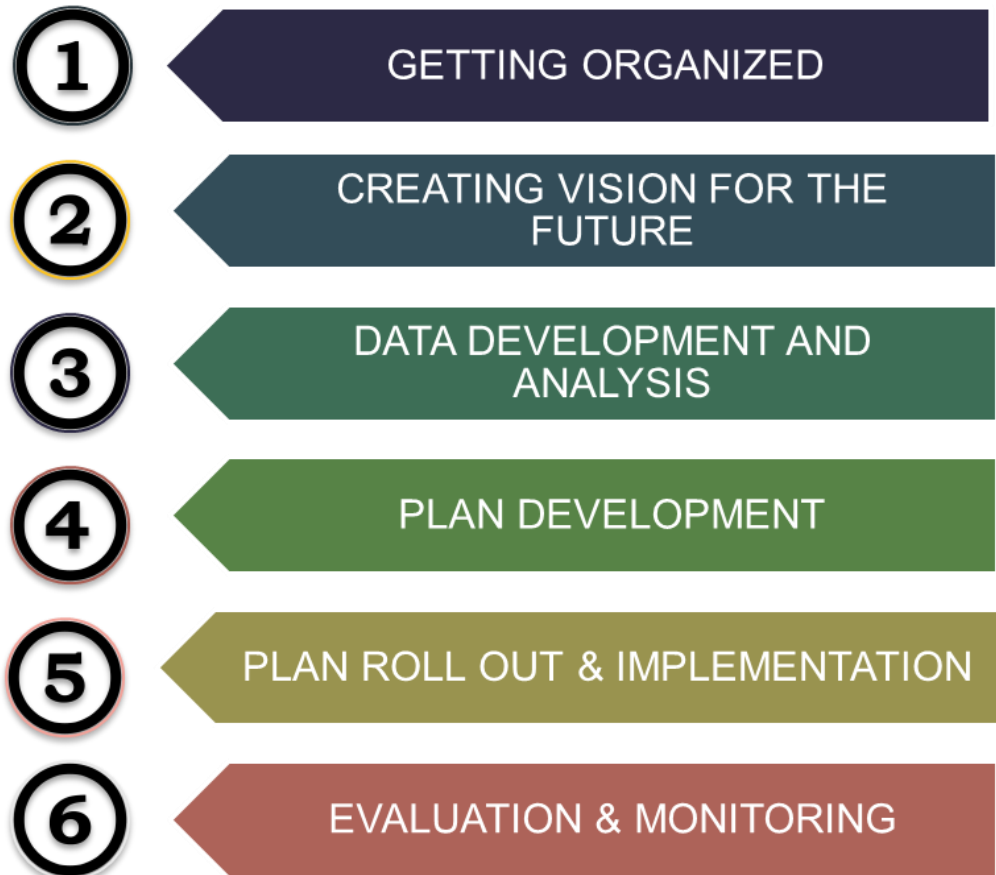 1
GETTING ORGANIZED
2
CREATING VISION FOR THE
FUTURE
3
DATA DEVELOPMENT AND
ANALYSIS
4
PLAN DEVELOPMENT
5
PLAN ROLL OUT & IMPLEMENTATION
6
EVALUATION & MONITORING